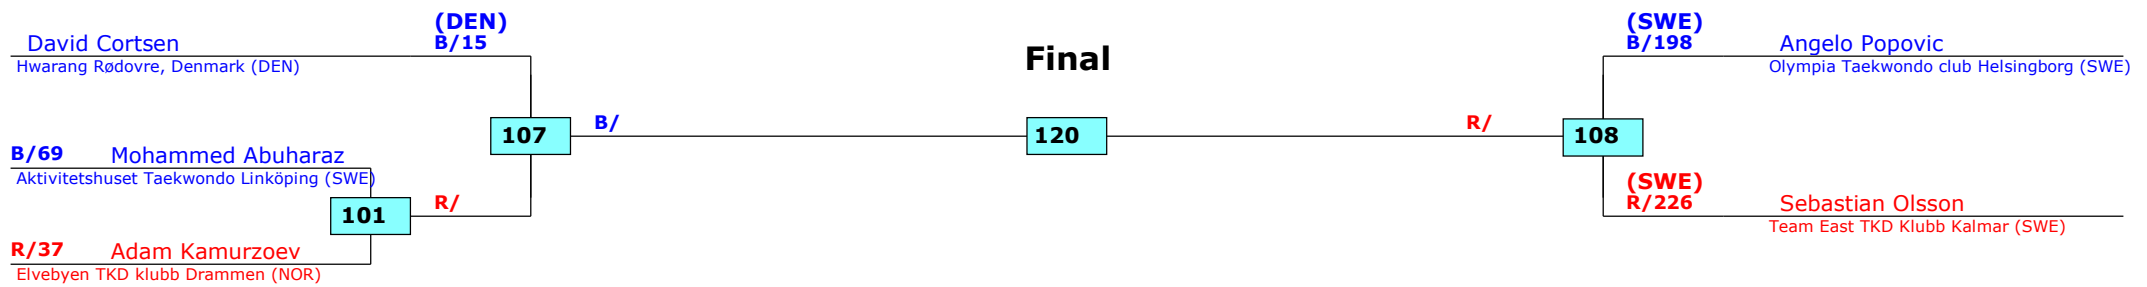 (DEN)
B/15
David Cortsen
Hwarang Rødovre, Denmark (DEN)
107
B/69 Mohammed Abuharaz
Aktivitetshuset Taekwondo Linköping (SWE)
101
R/
R/37 Adam Kamurzoev
Elvebyen TKD klubb Drammen (NOR)
B/
Final
120
R/
(SWE)
B/198 Angelo Popovic
Olympia Taekwondo club Helsingborg (SWE)
108
(SWE)
R/226 Sebastian Olsson
Team East TKD Klubb Kalmar (SWE)